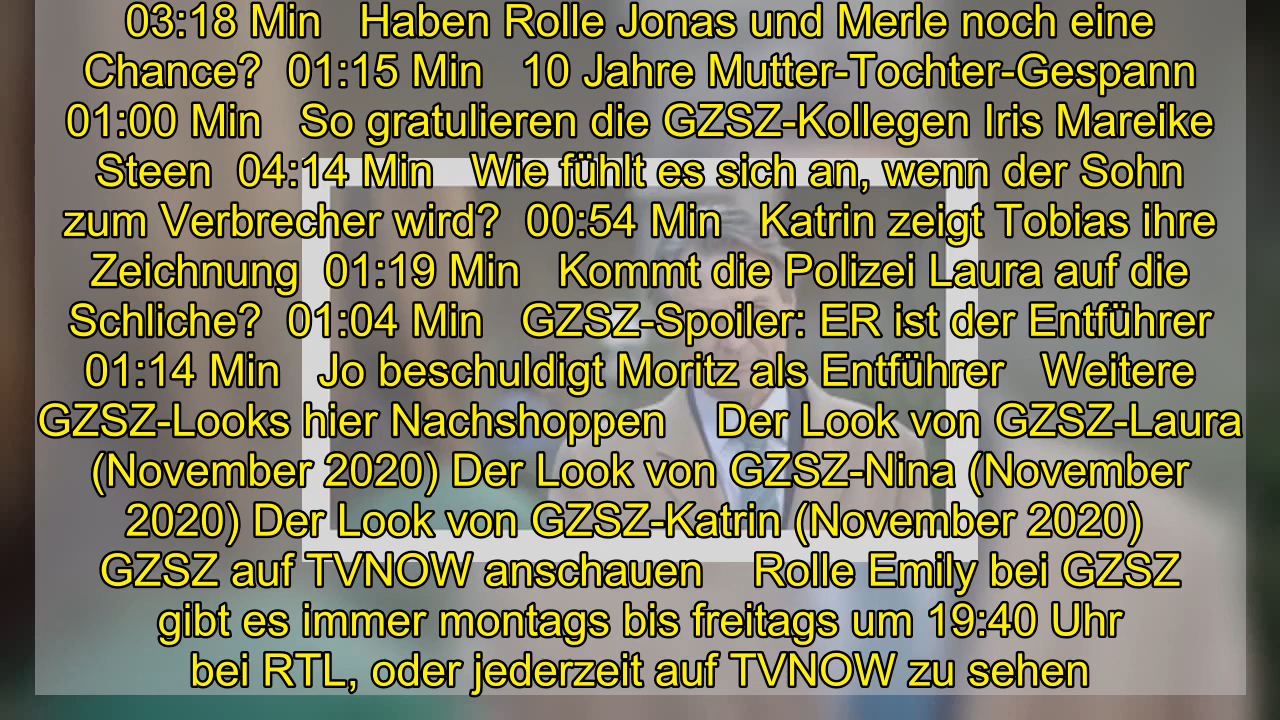 03:18 Min   Haben Rolle Jonas und Merle noch eine
Chance?  01:15 Min   10 Jahre Mutter-Tochter-Gespann
01:00 Min   So gratulieren die GZSZ-Kollegen Iris Mareike
Steen  04:14 Min   Wie fühlt es sich an, wenn der Sohn
zum Verbrecher wird?  00:54 Min   Katrin zeigt Tobias ihre
Zeichnung  01:19 Min   Kommt die Polizei Laura auf die
Schliche?  01:04 Min   GZSZ-Spoiler: ER ist der Entführer
01:14 Min   Jo beschuldigt Moritz als Entführer   Weitere
GZSZ-Looks hier Nachshoppen    Der Look von GZSZ-Laura
(November 2020) Der Look von GZSZ-Nina (November
2020) Der Look von GZSZ-Katrin (November 2020)
GZSZ auf TVNOW anschauen    Rolle Emily bei GZSZ
gibt es immer montags bis freitags um 19:40 Uhr
bei RTL, oder jederzeit auf TVNOW zu sehen